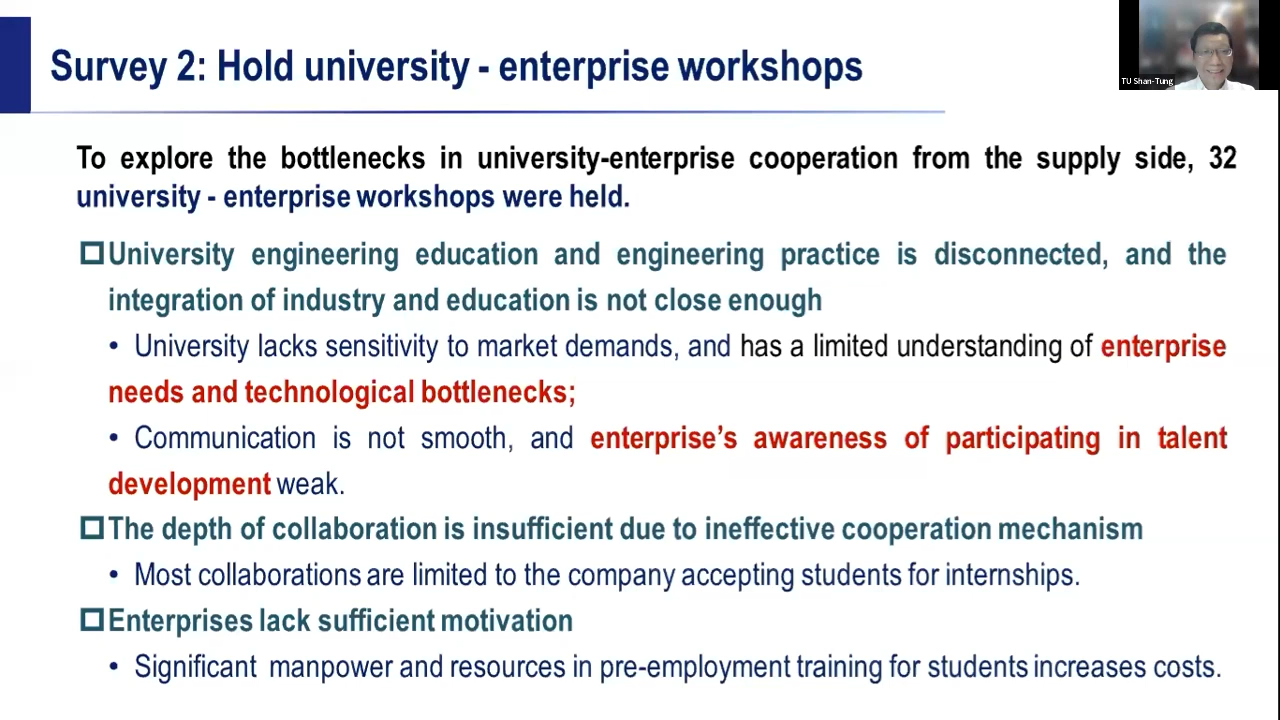 Survey 2: Hold university - enterprise workshops
TU Shan-Tung
To explore the bottlenecks in university-enterprise cooperation from the supply side, 32
university - enterprise workshops were held.
University engineering education and engineering practice is disconnected, and the
integration of industry and education is not close enough
• University lacks sensitivity to market demands, and has a limited understanding of enterprise
needs and technological bottlenecks;
• Communication is not smooth, and enterprise’s awareness of participating in talent
development weak.
The depth of collaboration is insufficient due to ineffective cooperation mechanism
• Most collaborations are limited to the company accepting students for internships.
Enterprises lack sufficient motivation
• Significant manpower and resources in pre-employment training for students increases costs.